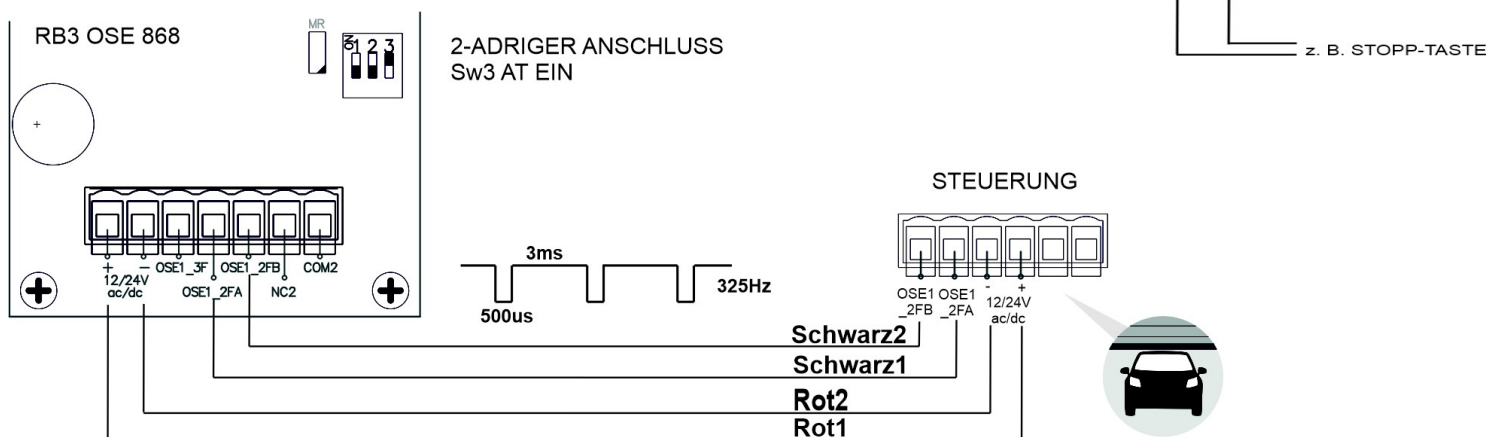 RB3 OSE 868
MR
ON
1 2 3
2-ADRIGER ANSCHLUSS
Sw3 AT EIN
z. B. STOPP-TASTE
STEUERUNG
+ − OSE1_3F OSE1_2FB COM2
12/24V
ac/dc
OSE1_2FA NC2
3ms
500us
325Hz
OSE1
_2FB
OSE1
_2FA
- +
12/24V
ac/dc
Schwarz2
Schwarz1
Rot2
Rot1